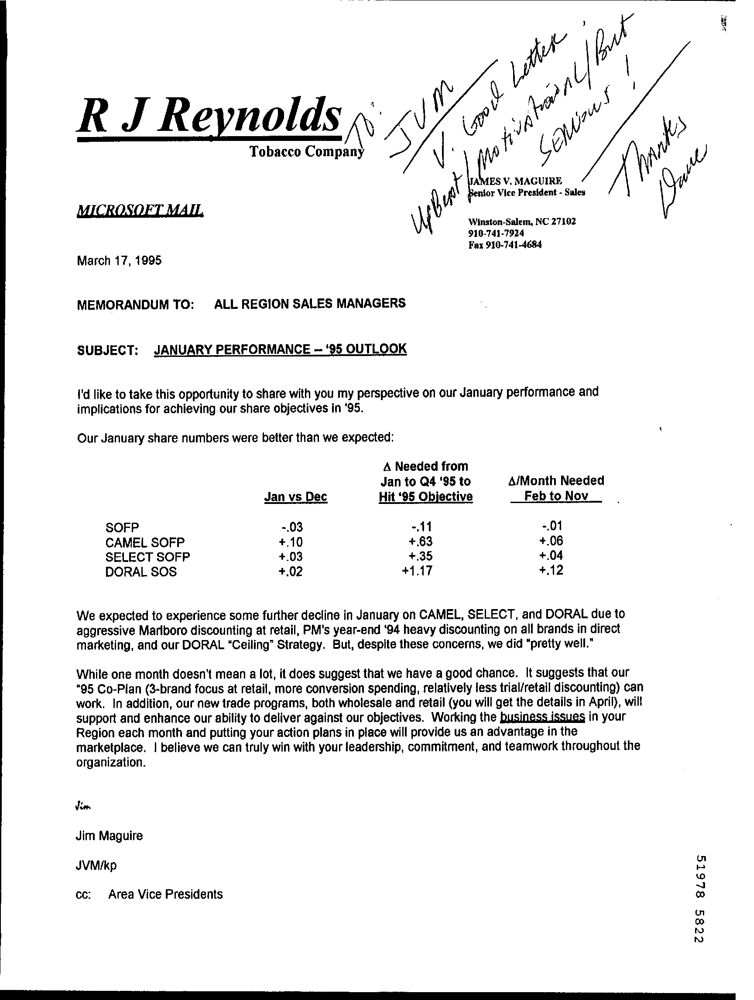 R J Reynolds
Tobacco Company
To: JVM
V. Good Letter
Upbeat/Motivational/But
Serious!
Thanks
Dave
JAMES V. MAGUIRE
Senior Vice President - Sales
Winston-Salem, NC 27102
910-741-7924
Fax 910-741-4684
MICROSOFT MAIL
March 17, 1995
MEMORANDUM TO: ALL REGION SALES MANAGERS
SUBJECT: JANUARY PERFORMANCE -- '95 OUTLOOK
I'd like to take this opportunity to share with you my perspective on our January performance and
implications for achieving our share objectives in '95.
Our January share numbers were better than we expected:
Δ Needed from
Jan to Q4 '95 to Δ/Month Needed
Jan vs Dec Hit '95 Objective Feb to Nov
SOFP -.03 -.11 -.01
CAMEL SOFP +.10 +.63 +.06
SELECT SOFP +.03 +.35 +.04
DORAL SOS +.02 +1.17 +.12
We expected to experience some further decline in January on CAMEL, SELECT, and DORAL due to
aggressive Marlboro discounting at retail, PM's year-end '94 heavy discounting on all brands in direct
marketing, and our DORAL "Ceiling" Strategy. But, despite these concerns, we did "pretty well."
While one month doesn't mean a lot, it does suggest that we have a good chance. It suggests that our
"95 Co-Plan (3-brand focus at retail, more conversion spending, relatively less trial/retail discounting) can
work. In addition, our new trade programs, both wholesale and retail (you will get the details in April), will
support and enhance our ability to deliver against our objectives. Working the business issues in your
Region each month and putting your action plans in place will provide us an advantage in the
marketplace. I believe we can truly win with your leadership, commitment, and teamwork throughout the
organization.
Jim
Jim Maguire
JVM/kp
cc: Area Vice Presidents
51978 5822